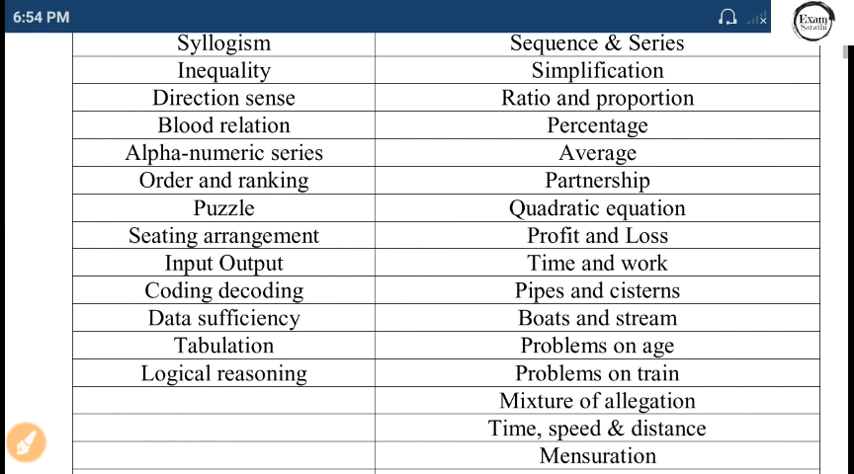 6:54 PM
Exam
Sarathi
Syllogism Sequence & Series
Inequality Simplification
Direction sense Ratio and proportion
Blood relation Percentage
Alpha-numeric series Average
Order and ranking Partnership
Puzzle Quadratic equation
Seating arrangement Profit and Loss
Input Output Time and work
Coding decoding Pipes and cisterns
Data sufficiency Boats and stream
Tabulation Problems on age
Logical reasoning Problems on train
Mixture of allegation
Time, speed & distance
Mensuration